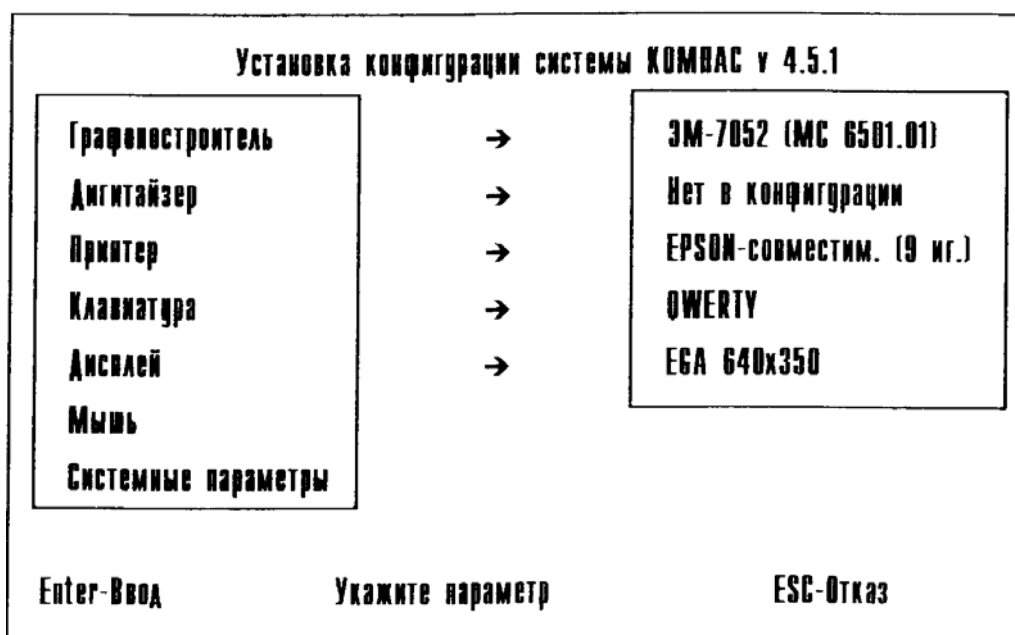 Установка конфигурации системы КОМПАС v 4.5.1
Графопостроитель → ЭМ-7052 (МС 6501.01)
Дигитайзер → Нет в конфигурации
Принтер → EPSON-совместим. (9 иг.)
Клавиатура → QWERTY
Дисплей → EGA 640x350
Мышь
Системные параметры
Enter-Ввод Укажите параметр ESC-Отказ